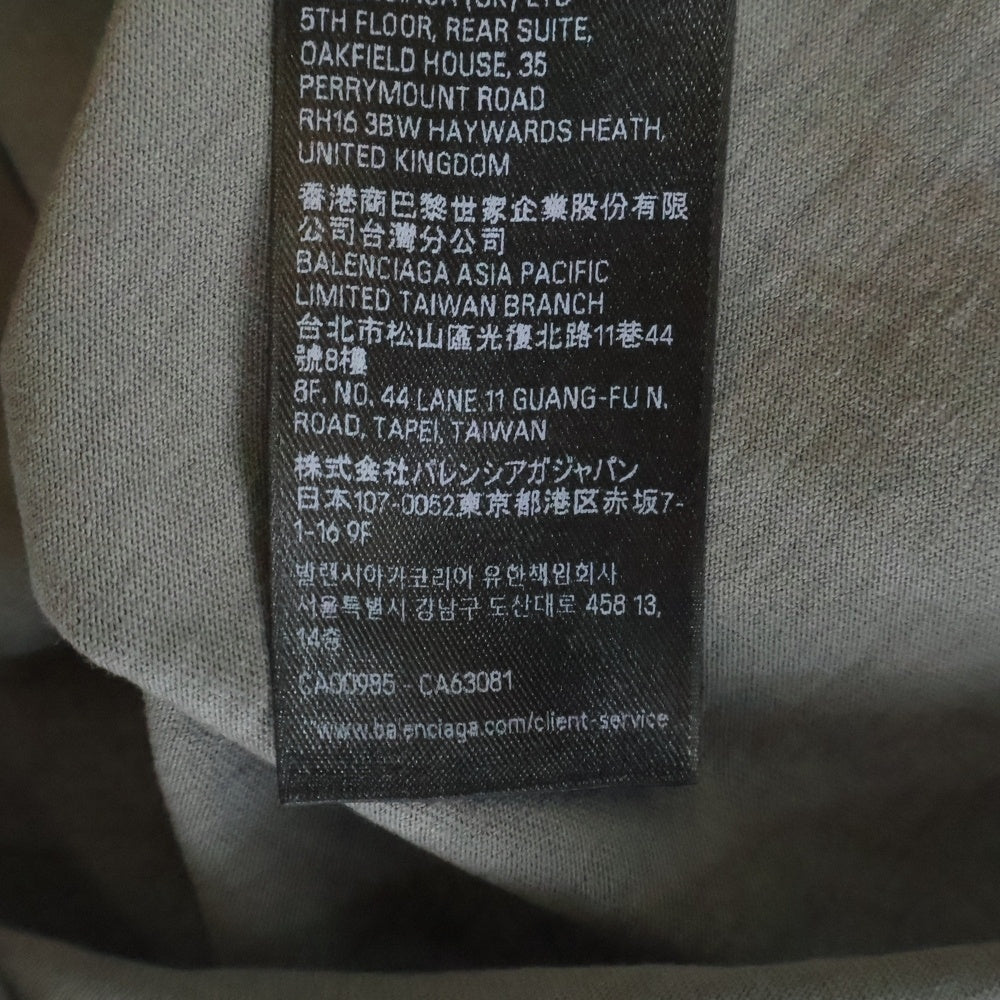 (UK) LTD
5TH FLOOR, REAR SUITE,
OAKFIELD HOUSE, 35
PERRYMOUNT ROAD
RH16 3BW HAYWARDS HEATH,
UNITED KINGDOM
香港商巴黎世家企業股份有限
公司台灣分公司
BALENCIAGA ASIA PACIFIC
LIMITED TAIWAN BRANCH
台北市松山區光復北路11巷44
號8樓
8F. NO. 44 LANE 11 GUANG-FU N.
ROAD, TAPEI, TAIWAN
株式会社バレンシアガジャパン
日本107-0052東京都港区赤坂7-
1-16 9F
발렌시아가코리아 유한책임회사
서울특별시 강남구 도산대로 458 13,
14층
CA00985 - CA63081
"www.balenciaga.com/client-service